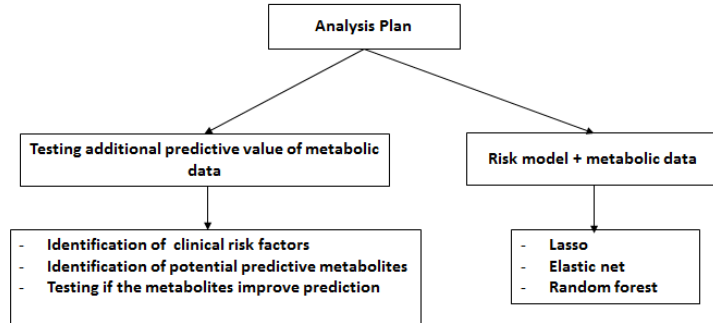 Analysis Plan
Testing additional predictive value of metabolic
data
Risk model + metabolic data
- Identification of clinical risk factors
- Identification of potential predictive metabolites
- Testing if the metabolites improve prediction
- Lasso
- Elastic net
- Random forest